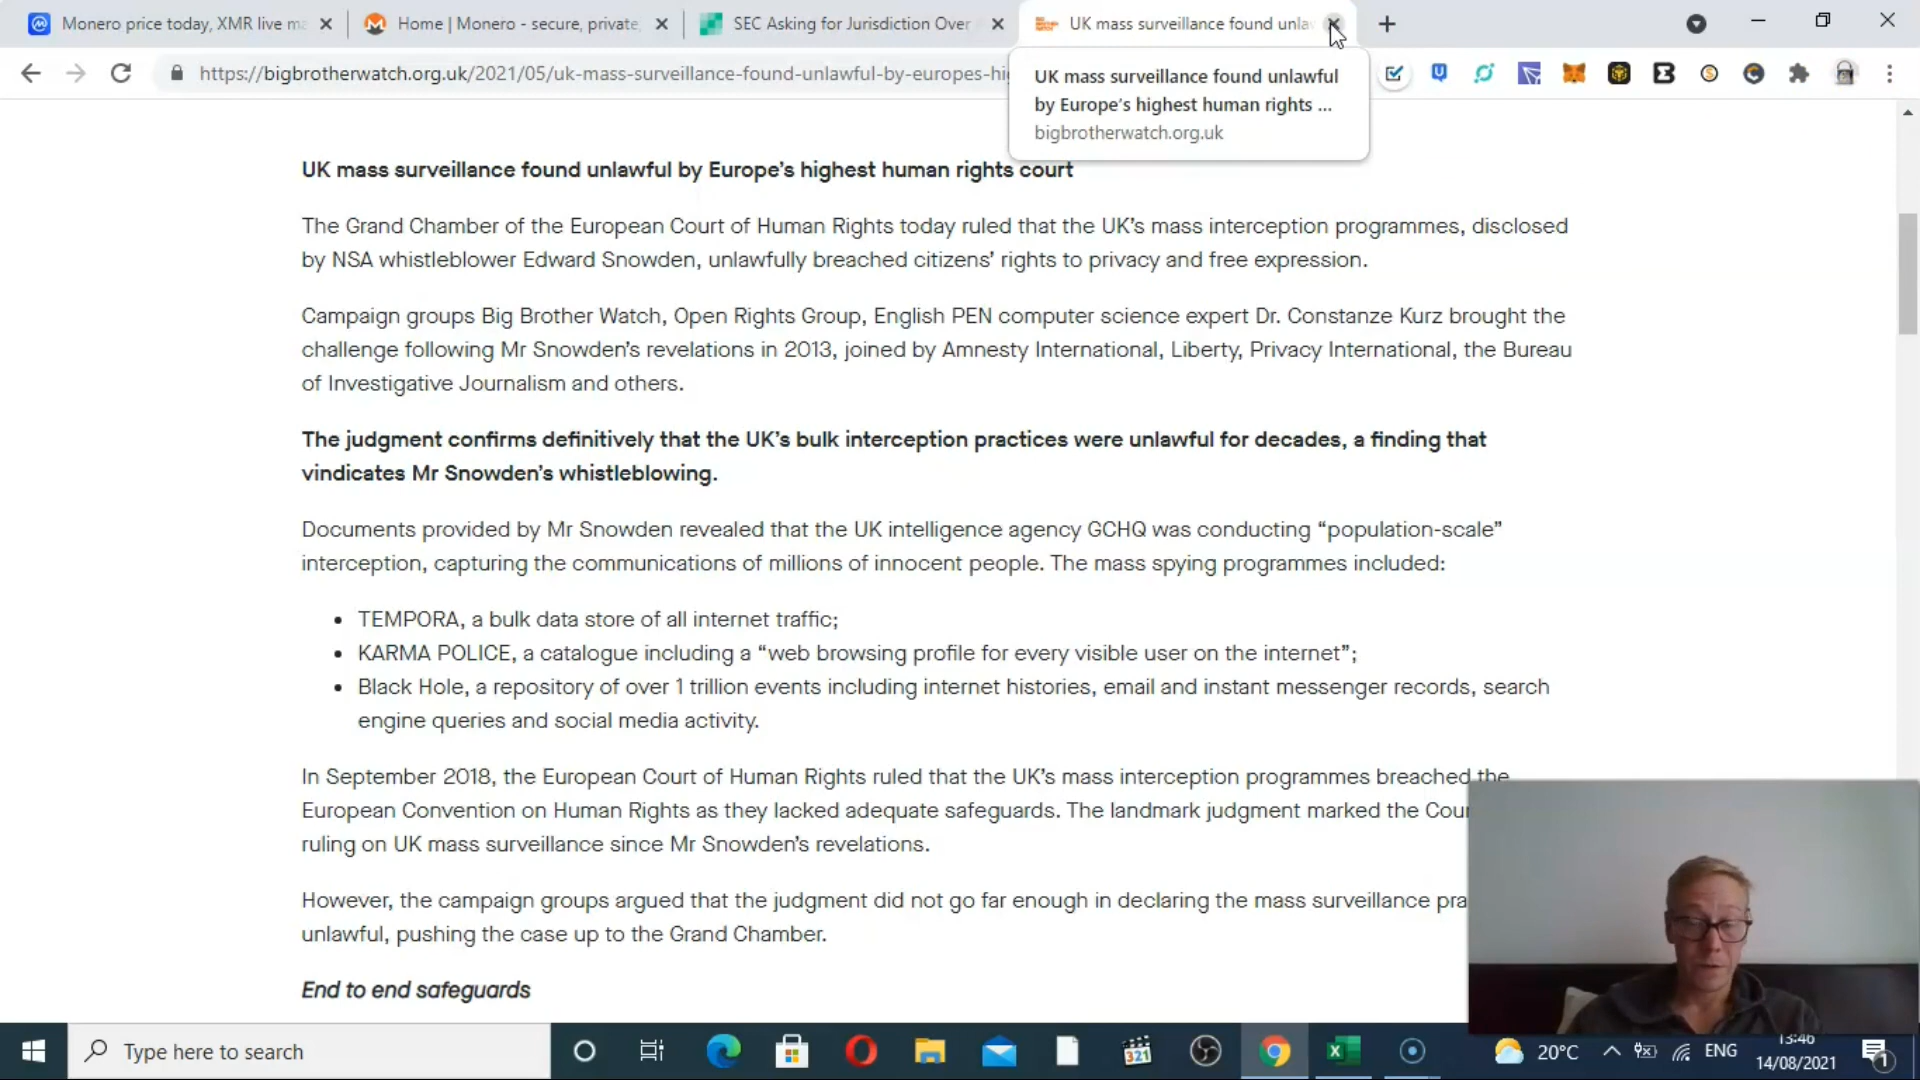 Monero price today, XMR live ma
Home | Monero - secure, private,
SEC Asking for Jurisdiction Over
UK mass surveillance found unla
https://bigbrotherwatch.org.uk/2021/05/uk-mass-surveillance-found-unlawful-by-europes-hi
UK mass surveillance found unlawful
by Europe's highest human rights ...
bigbrotherwatch.org.uk
UK mass surveillance found unlawful by Europe's highest human rights court
The Grand Chamber of the European Court of Human Rights today ruled that the UK's mass interception programmes, disclosed
by NSA whistleblower Edward Snowden, unlawfully breached citizens' rights to privacy and free expression.
Campaign groups Big Brother Watch, Open Rights Group, English PEN computer science expert Dr. Constanze Kurz brought the
challenge following Mr Snowden's revelations in 2013, joined by Amnesty International, Liberty, Privacy International, the Bureau
of Investigative Journalism and others.
The judgment confirms definitively that the UK's bulk interception practices were unlawful for decades, a finding that
vindicates Mr Snowden's whistleblowing.
Documents provided by Mr Snowden revealed that the UK intelligence agency GCHQ was conducting “population-scale”
interception, capturing the communications of millions of innocent people. The mass spying programmes included:
• TEMPORA, a bulk data store of all internet traffic;
• KARMA POLICE, a catalogue including a “web browsing profile for every visible user on the internet”;
• Black Hole, a repository of over 1 trillion events including internet histories, email and instant messenger records, search
engine queries and social media activity.
In September 2018, the European Court of Human Rights ruled that the UK's mass interception programmes breached the
European Convention on Human Rights as they lacked adequate safeguards. The landmark judgment marked the Cour
ruling on UK mass surveillance since Mr Snowden's revelations.
However, the campaign groups argued that the judgment did not go far enough in declaring the mass surveillance pra
unlawful, pushing the case up to the Grand Chamber.
End to end safeguards
Type here to search
321
20°C
ENG
13:46
14/08/2021
1